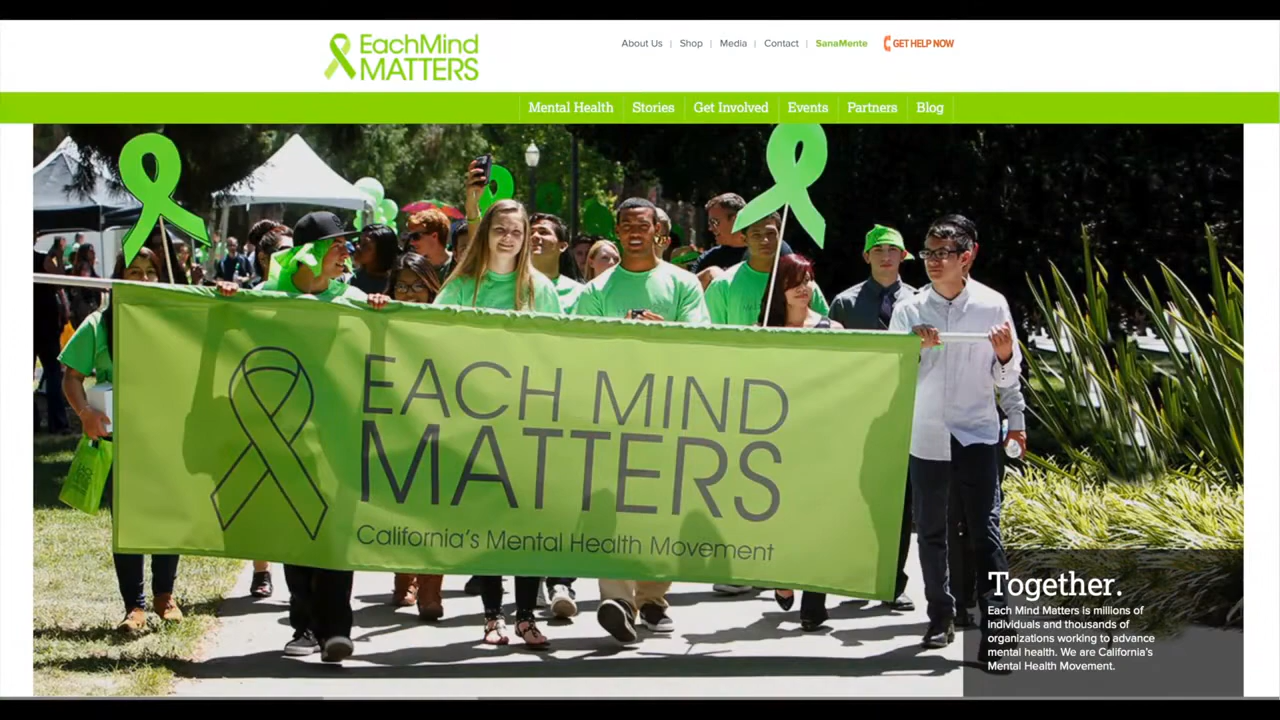 EachMind
MATTERS
About Us | Shop | Media | Contact | SanaMente GET HELP NOW
Mental Health Stories Get Involved Events Partners Blog
EACH MIND
MATTERS
California's Mental Health Movement
Together.
Each Mind Matters is millions of
individuals and thousands of
organizations working to advance
mental health. We are California's
Mental Health Movement.